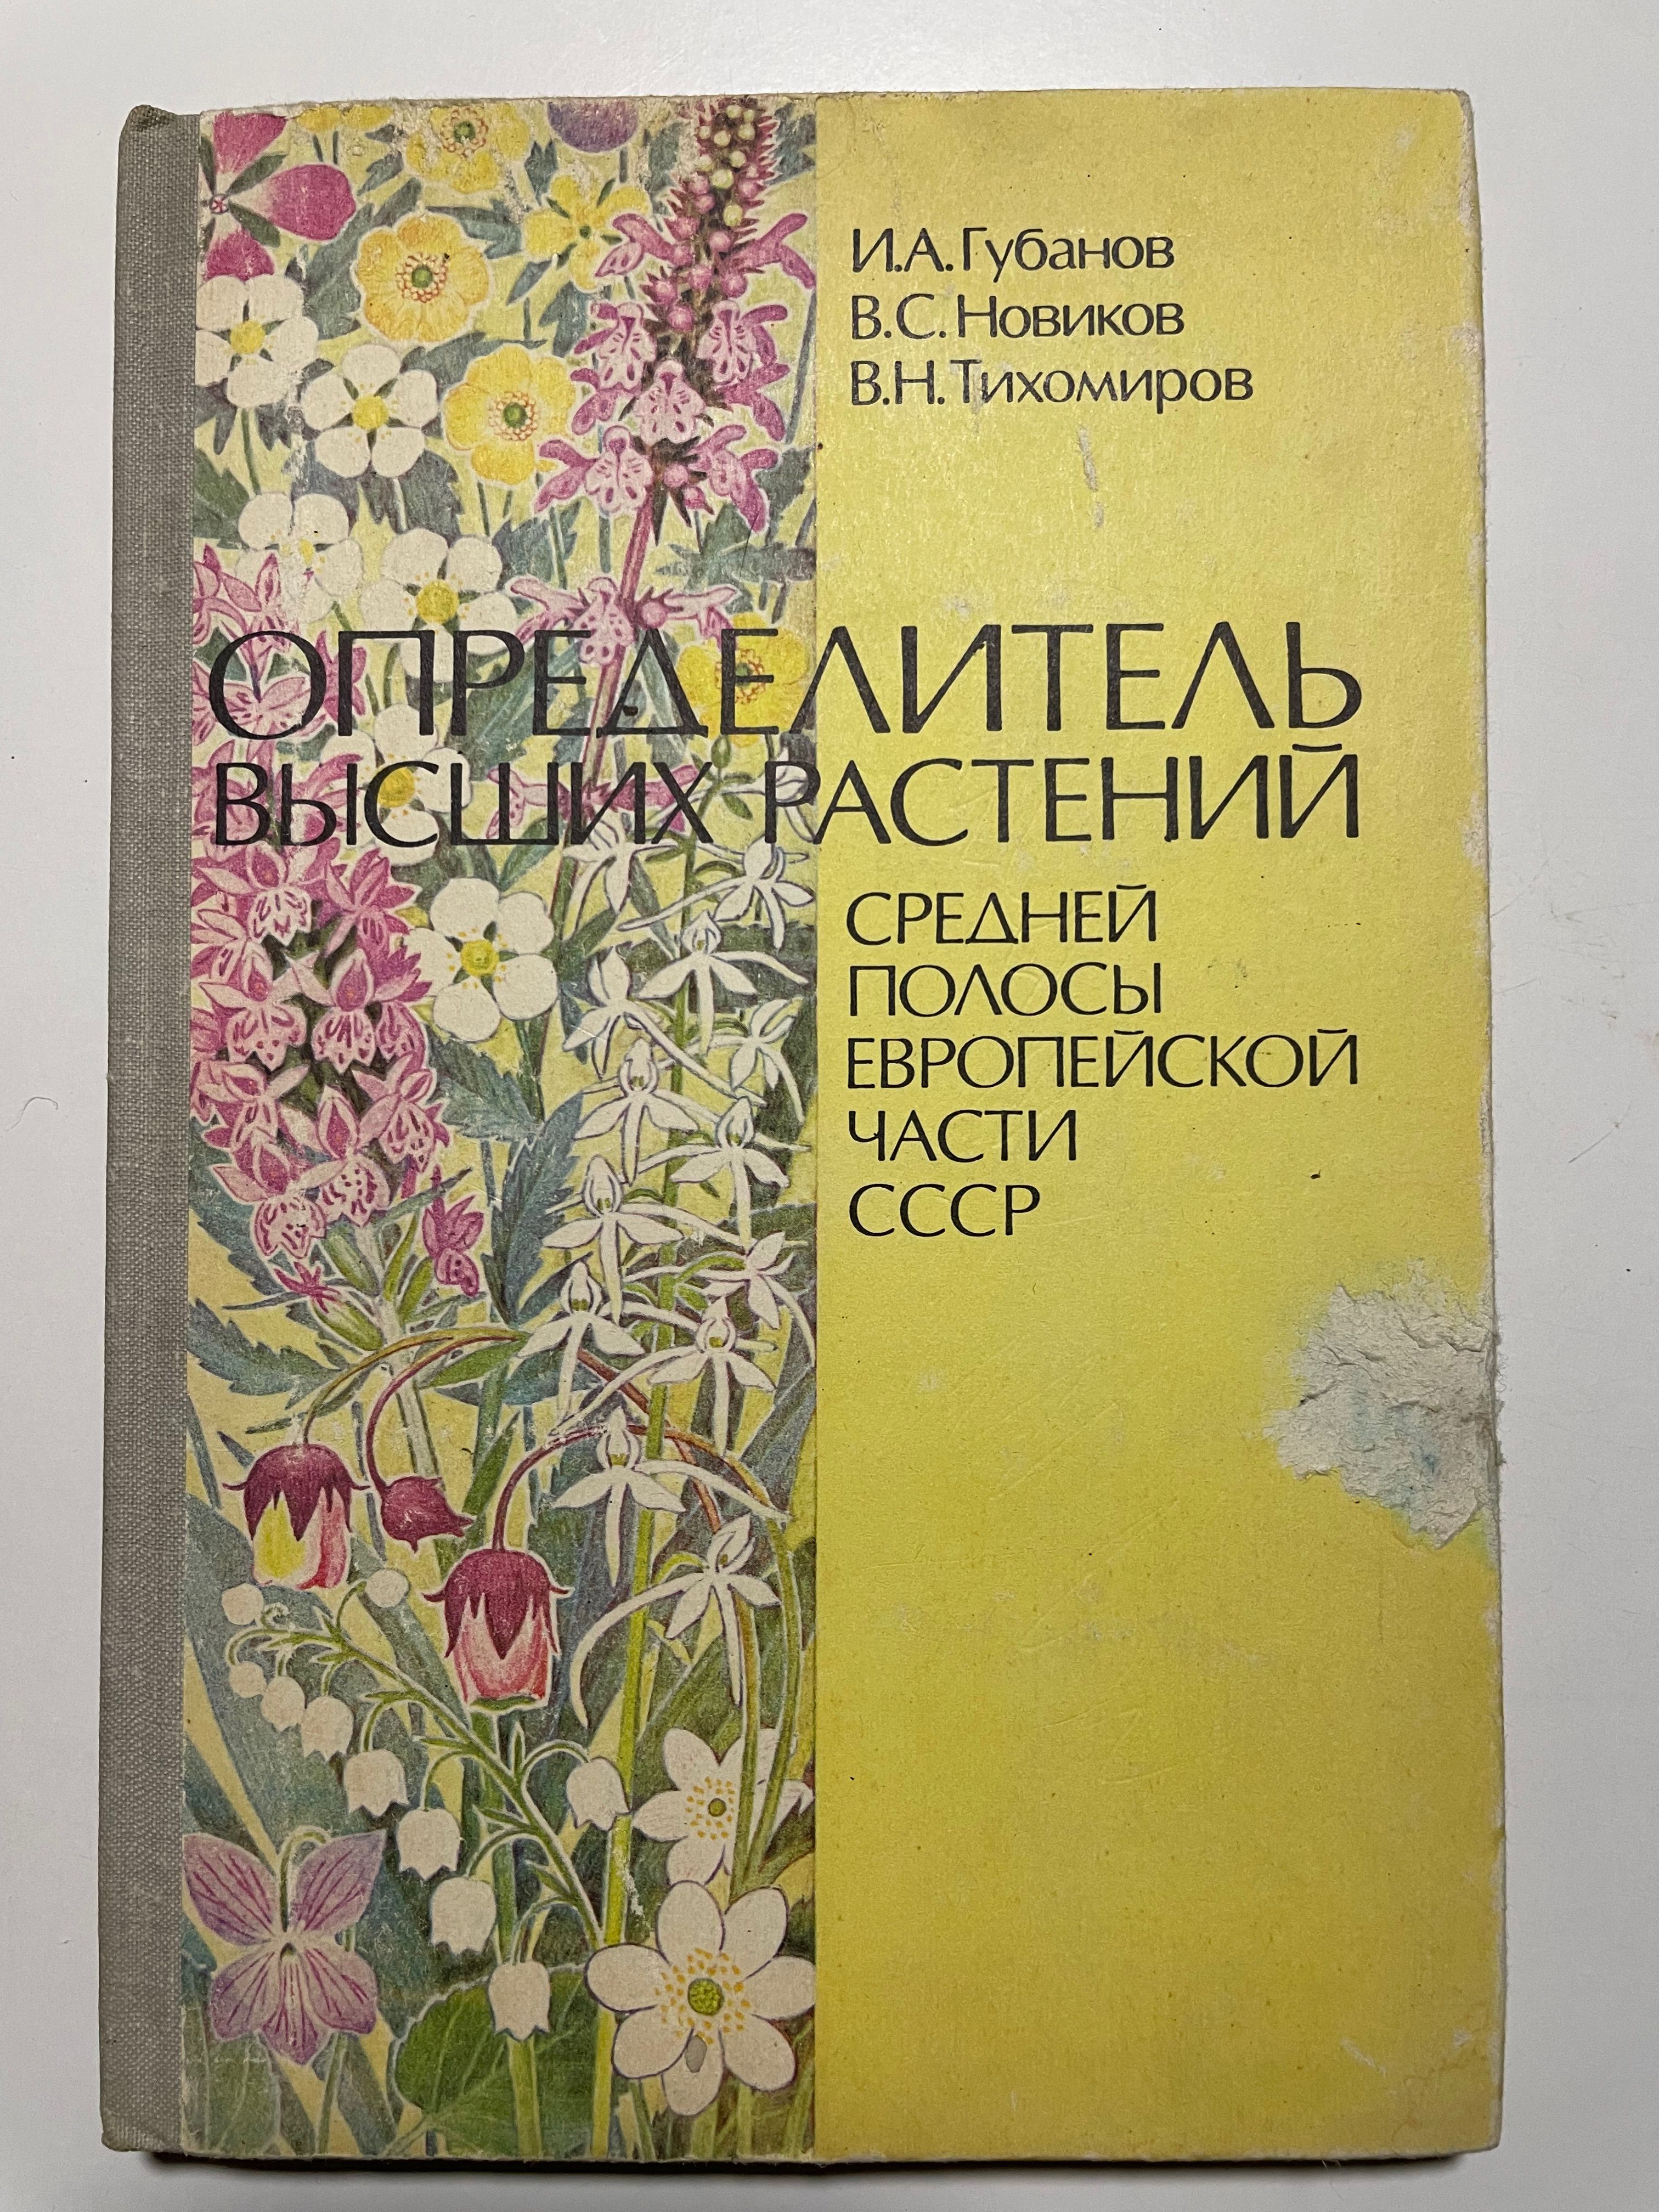 И.А.Губанов
В.С.Новиков
В.Н.Тихомиров
ОПРЕДЕЛИТЕЛЬ
ВЫСШИХ РАСТЕНИЙ
СРЕДНЕЙ
ПОЛОСЫ
ЕВРОПЕЙСКОЙ
ЧАСТИ
СССР